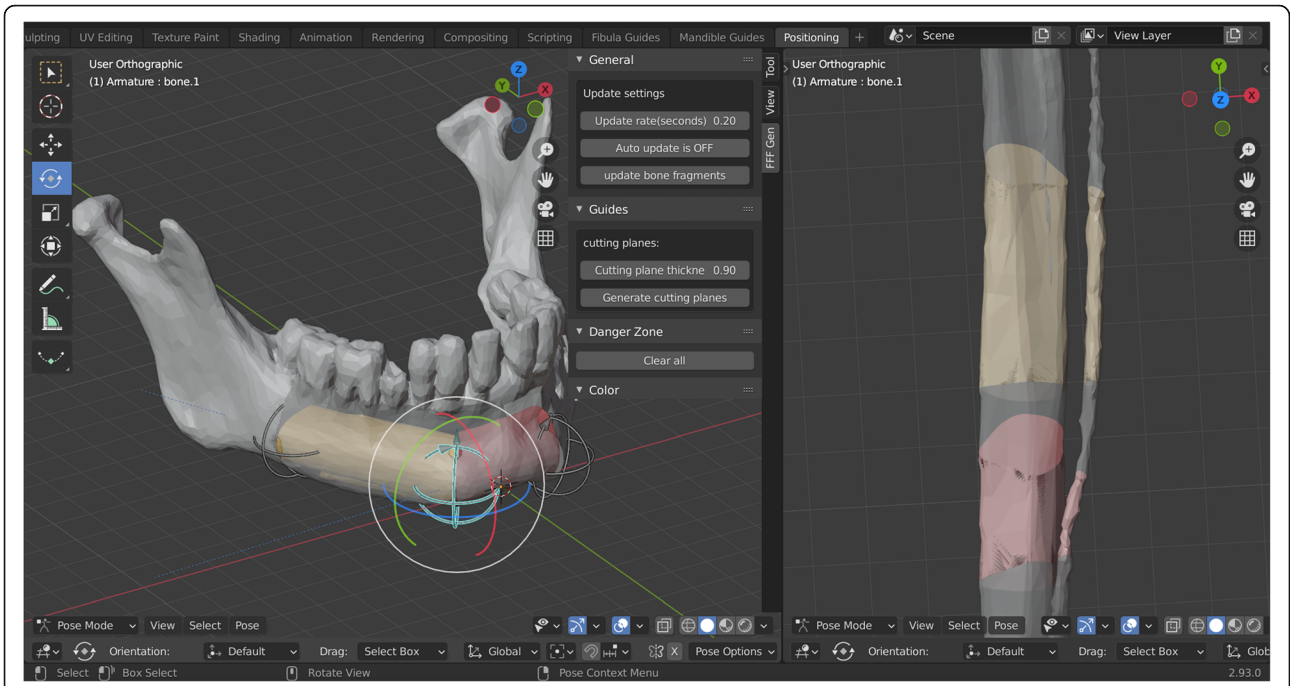 ulpting UV Editing Texture Paint Shading Animation Rendering Compositing Scripting Fibula Guides Mandible Guides Positioning + Scene View Layer
User Orthographic
(1) Armature : bone.1
Z
Y
X
General
Update settings
Update rate(seconds) 0.20
Auto update is OFF
update bone fragments
Guides
cutting planes:
Cutting plane thickne 0.90
Generate cutting planes
Danger Zone
Clear all
Color
Tool
View
FFF Gen
User Orthographic
(1) Armature : bone.1
Y
Z
X
Pose Mode View Select Pose
Orientation: Default Drag: Select Box Global X Pose Options
Pose Mode View Select Pose
Orientation: Default Drag: Select Box Glob
Select Box Select Rotate View Pose Context Menu 2.93.0